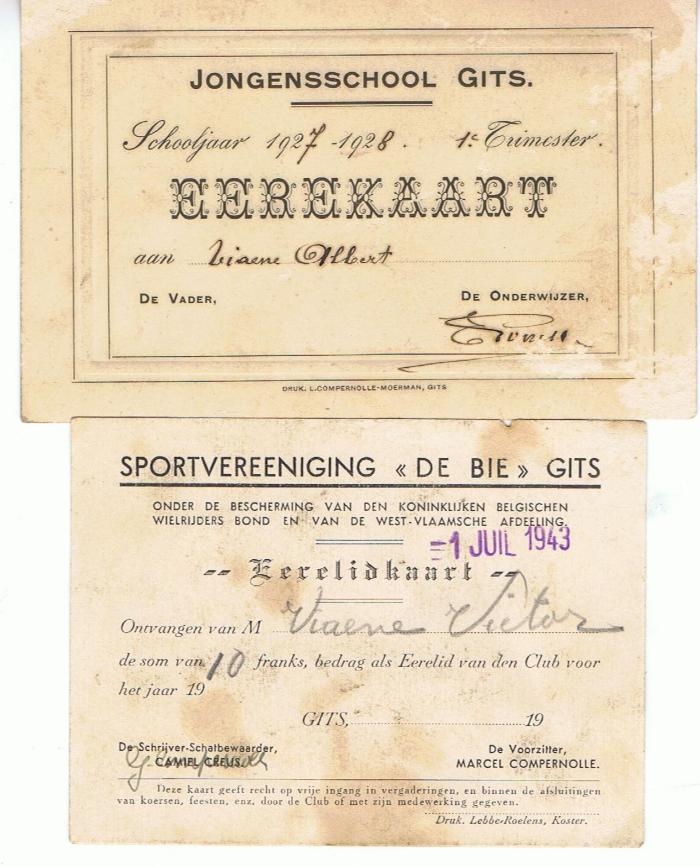 JONGENSSCHOOL GITS.
Schooljaar 1927-1928. 1e Trimester.
EEREKAART
aan Viaene Albert
DE VADER, DE ONDERWIJZER,
DRUK. L. COMPERNOLLE-MOERMAN, GITS
SPORTVEREENIGING « DE BIE » GITS
ONDER DE BESCHERMING VAN DEN KONINKLIJKEN BELGISCHEN
WIELRIJDERS BOND EN VAN DE WEST-VLAAMSCHE AFDEELING.
=1 JUIL 1943
-- Eerelidkaart --
Ontvangen van M Viaene Victor
de som van 10 franks, bedrag als Eerelid van den Club voor
het jaar 19
GITS, 19
De Schrijver-Schatbewaarder, De Voorzitter,
CAMIEL CREUS. MARCEL COMPERNOLLE.
Deze kaart geeft recht op vrije ingang in vergaderingen, en binnen de afsluitingen
van koersen, feesten, enz. door de Club of met zijn medewerking gegeven.
Druk. Lebbe-Roelens, Koster.